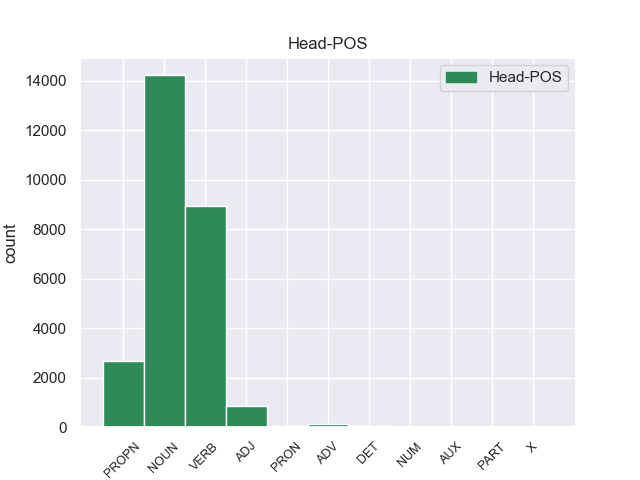 Head-POS
Head-POS
14000
12000
10000
8000
6000
4000
2000
0
count
PROPN NOUN VERB ADJ PRON ADV DET NUM AUX PART X